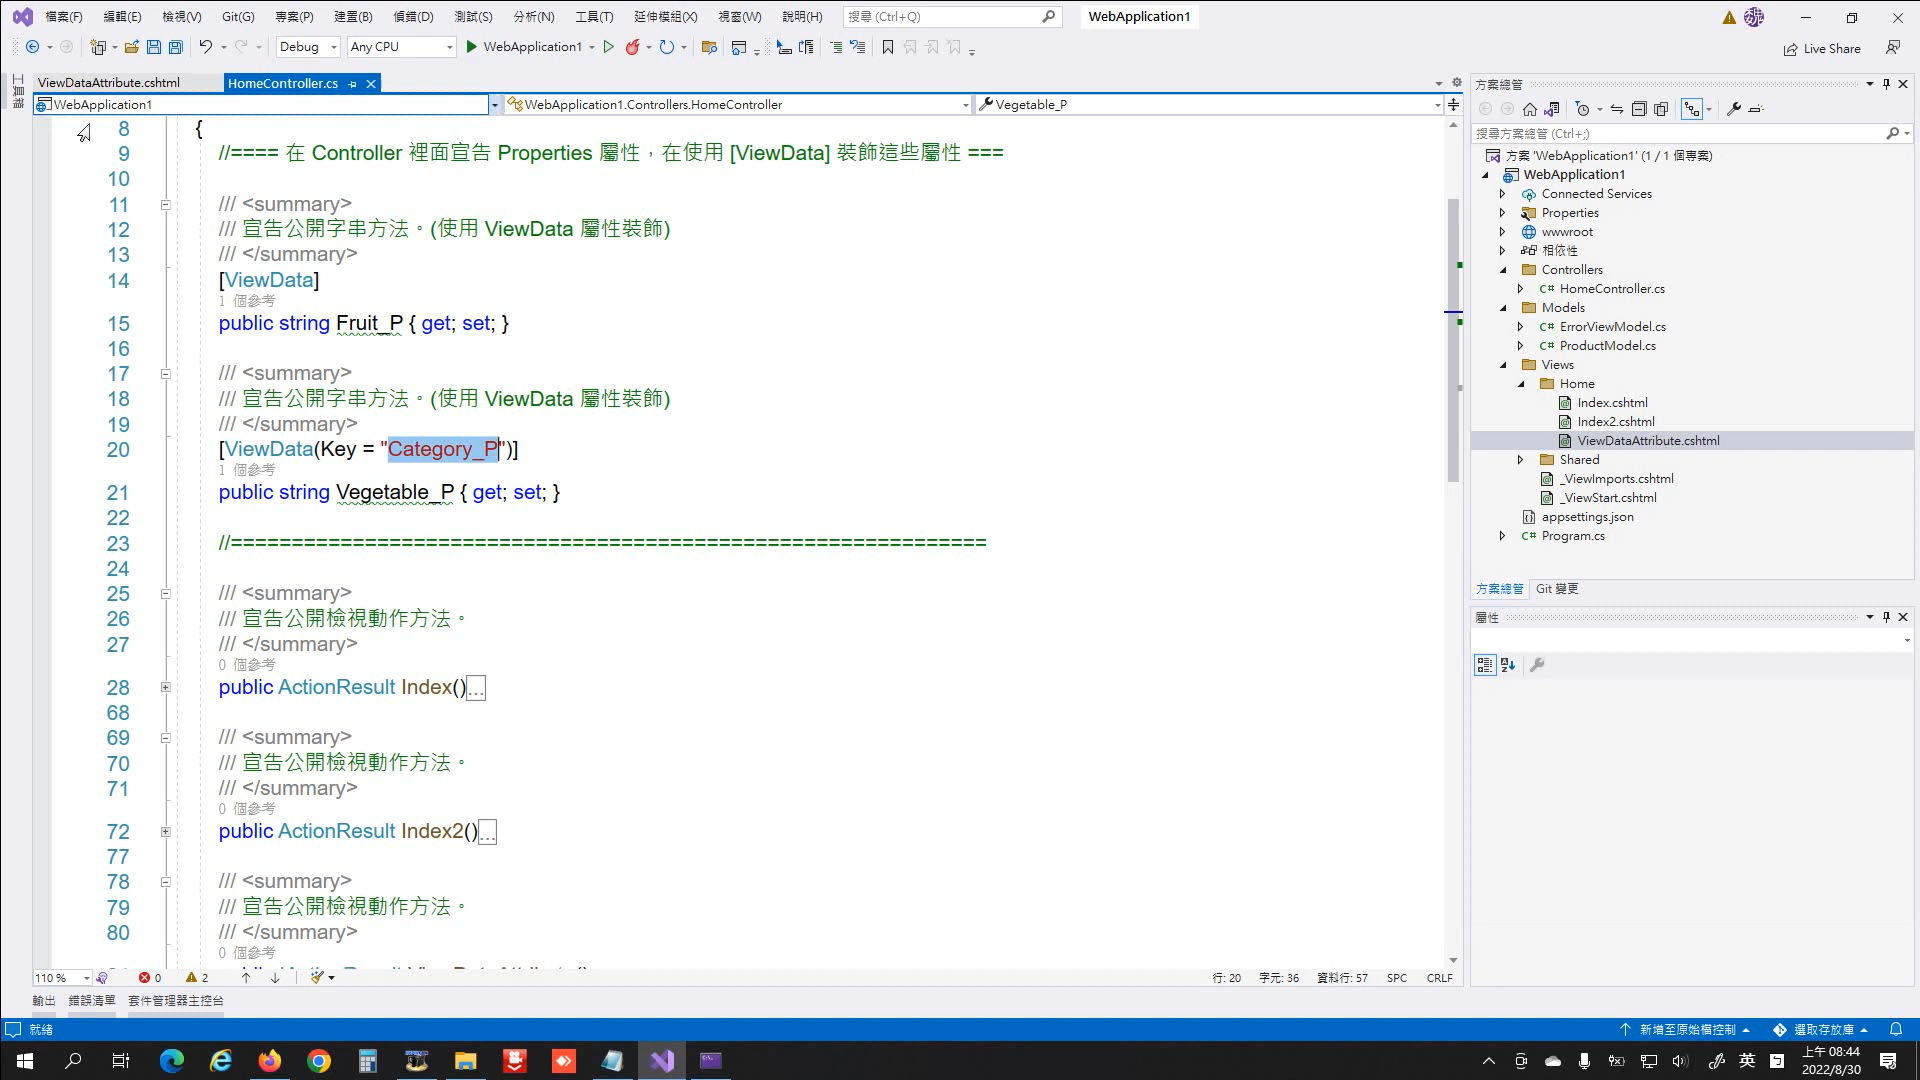 檔案(F) 編輯(E) 檢視(V) Git(G) 專案(P) 建置(B) 偵錯(D) 測試(S) 分析(N) 工具(T) 延伸模組(X) 視窗(W) 說明(H) 搜尋 (Ctrl+Q) WebApplication1
Debug Any CPU WebApplication1 Live Share
工具箱
ViewDataAttribute.cshtml HomeController.cs
WebApplication1 WebApplication1.Controllers.HomeController Vegetable_P
8 {
9 //==== 在 Controller 裡面宣告 Properties 屬性，在使用 [ViewData] 裝飾這些屬性 ===
10
11 /// <summary>
12 /// 宣告公開字串方法。(使用 ViewData 屬性裝飾)
13 /// </summary>
14 [ViewData]
1 個參考
15 public string Fruit_P { get; set; }
16
17 /// <summary>
18 /// 宣告公開字串方法。(使用 ViewData 屬性裝飾)
19 /// </summary>
20 [ViewData(Key = "Category_P")]
1 個參考
21 public string Vegetable_P { get; set; }
22
23 //==============================================================
24
25 /// <summary>
26 /// 宣告公開檢視動作方法。
27 /// </summary>
0 個參考
28 public ActionResult Index()...
68
69 /// <summary>
70 /// 宣告公開檢視動作方法。
71 /// </summary>
0 個參考
72 public ActionResult Index2()...
77
78 /// <summary>
79 /// 宣告公開檢視動作方法。
80 /// </summary>
0 個參考
110 % 0 2 行: 20 字元: 36 資料行: 57 SPC CRLF
輸出 錯誤清單 套件管理器主控台
方案總管
搜尋方案總管 (Ctrl+;)
方案 'WebApplication1' (1 / 1 個專案)
WebApplication1
Connected Services
Properties
wwwroot
相依性
Controllers
C# HomeController.cs
Models
C# ErrorViewModel.cs
C# ProductModel.cs
Views
Home
Index.cshtml
Index2.cshtml
ViewDataAttribute.cshtml
Shared
_ViewImports.cshtml
_ViewStart.cshtml
appsettings.json
C# Program.cs
方案總管 Git 變更
屬性
就緒 新增至原始檔控制 選取存放庫
英 上午 08:44
2022/8/30